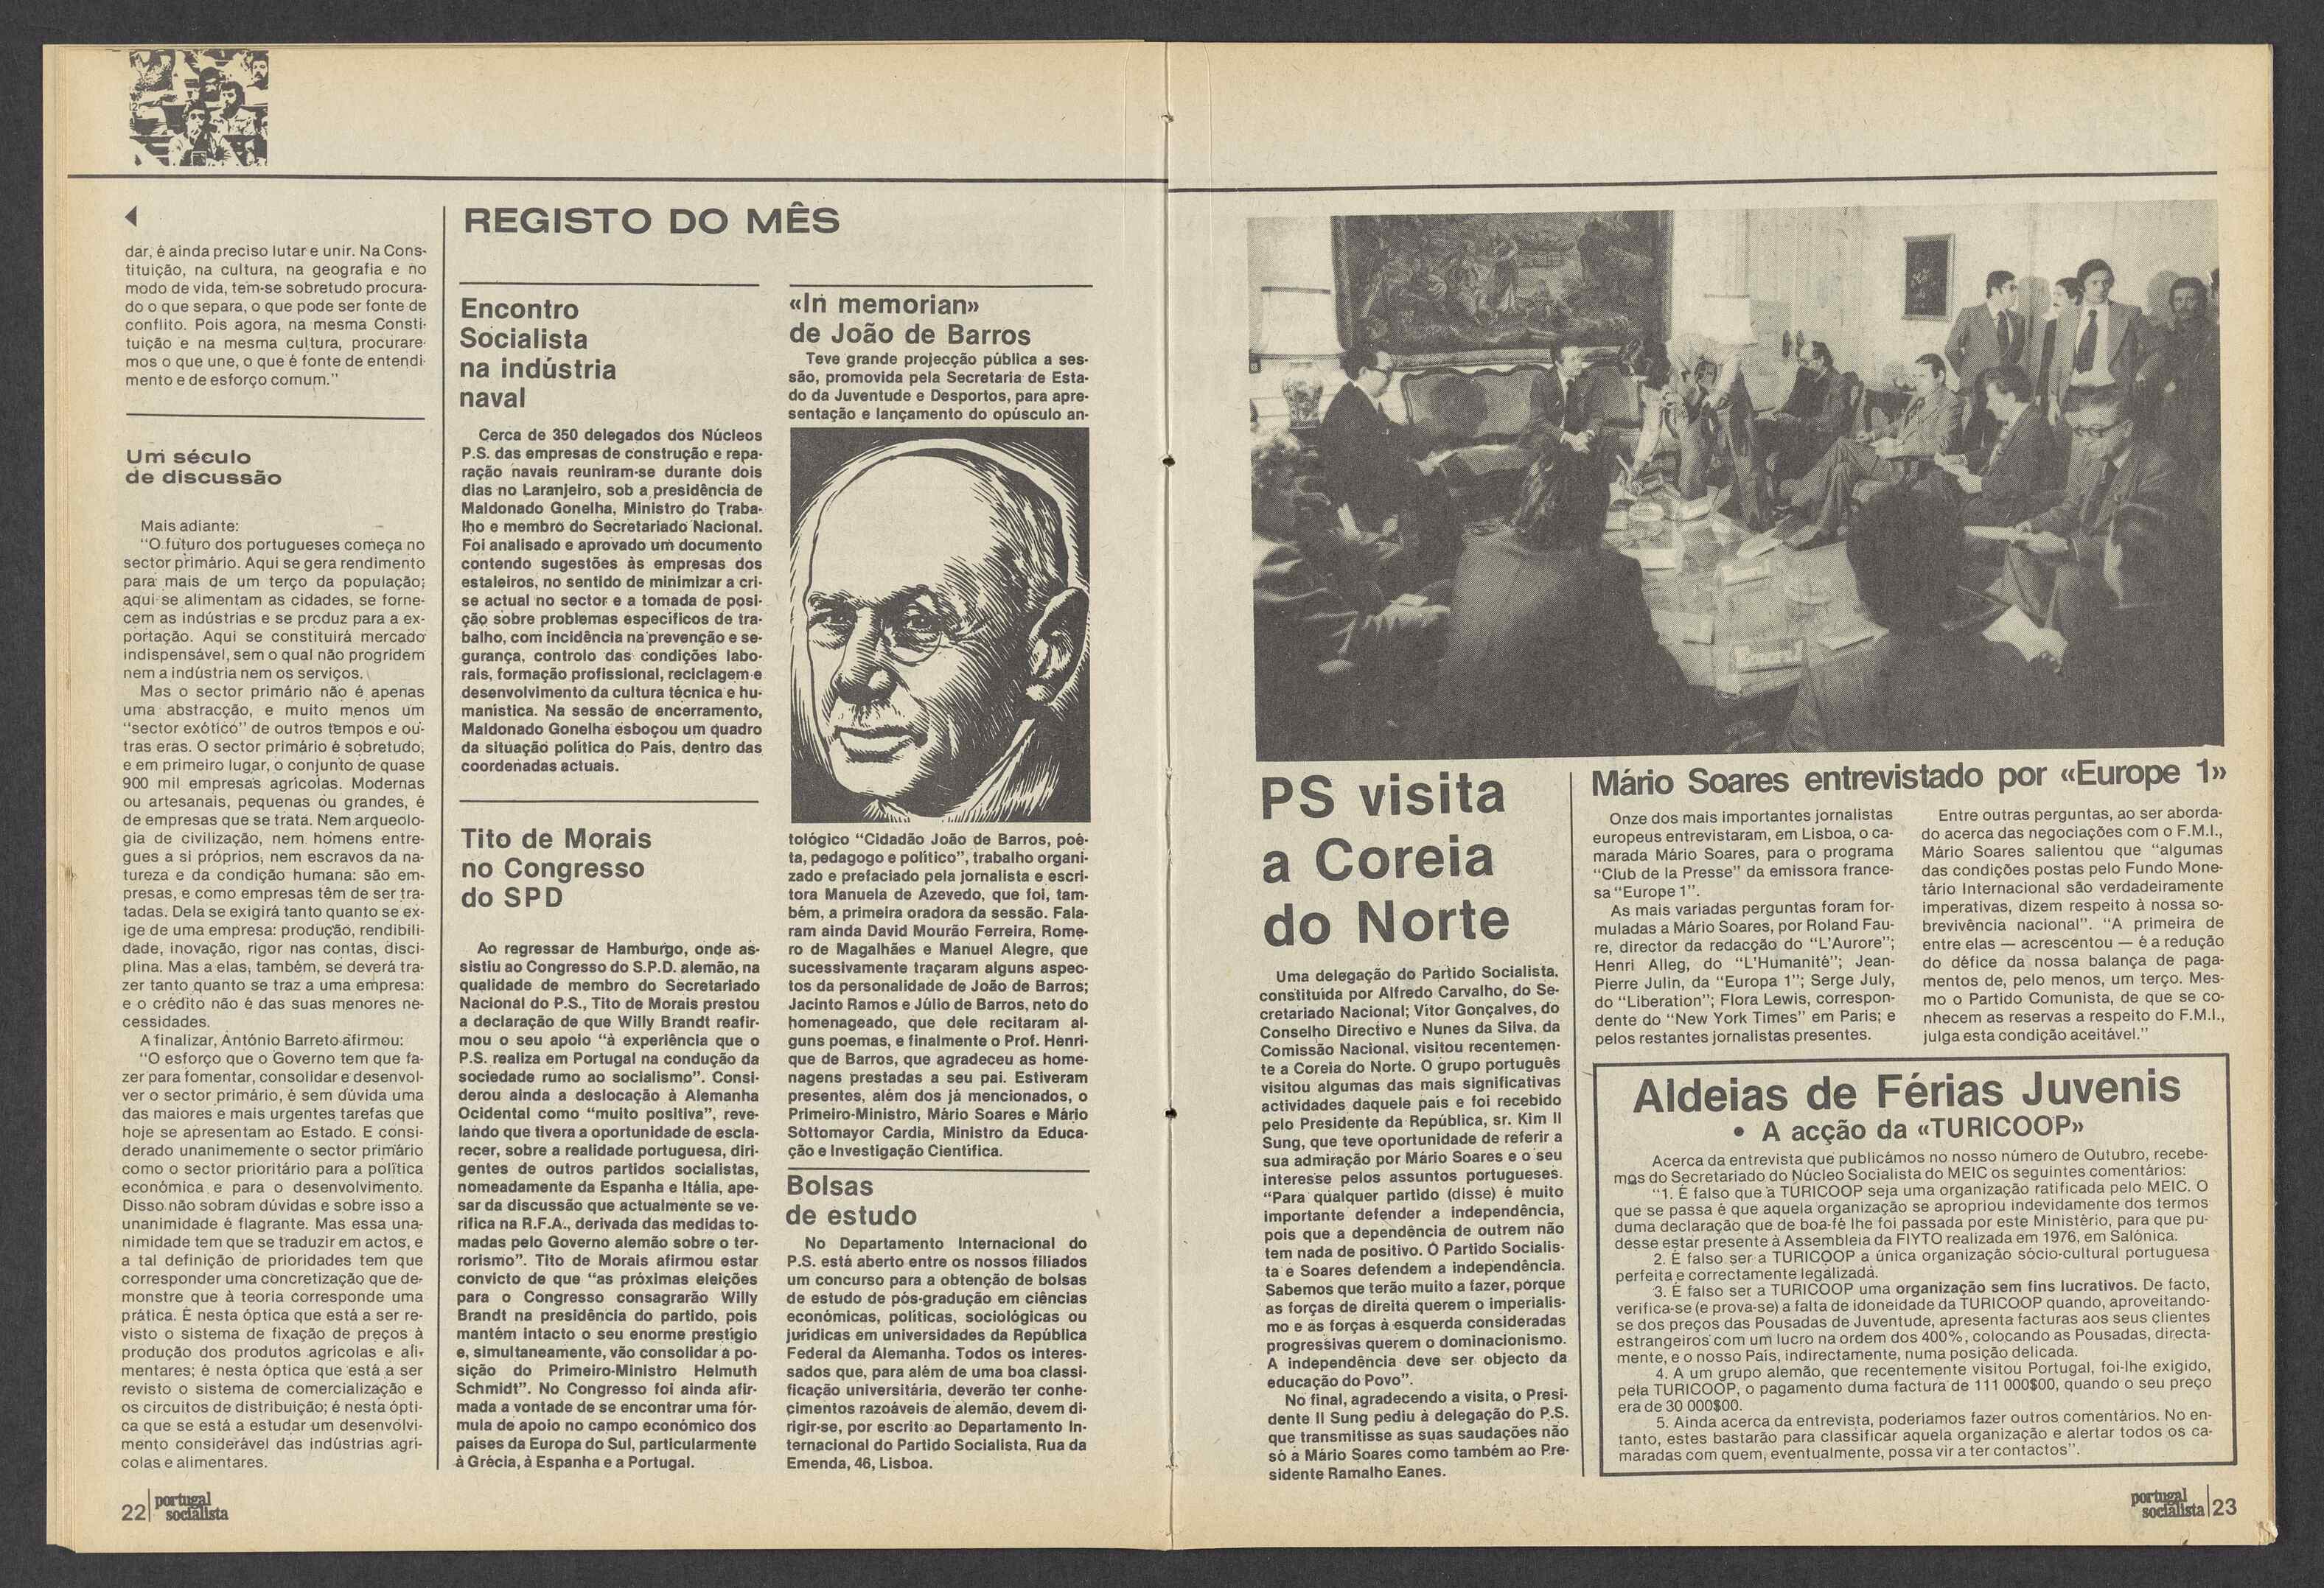 dar, é ainda preciso lutar e unir. Na Cons-
tituição, na cultura, na geografia e no
modo de vida, tem-se sobretudo procura-
do o que separa, o que pode ser fonte de
conflito. Pois agora, na mesma Consti-
tuição e na mesma cultura, procurare-
mos o que une, o que é fonte de entendi-
mento e de esforço comum."
Um século
de discussão
Mais adiante:
"O futuro dos portugueses começa no
sector primário. Aqui se gera rendimento
para mais de um terço da população;
aqui se alimentam as cidades, se forne-
cem as indústrias e se produz para a ex-
portação. Aqui se constituirá mercado
indispensável, sem o qual não progridem
nem a indústria nem os serviços.
Mas o sector primário não é apenas
uma abstracção, e muito menos um
"sector exótico" de outros tempos e ou-
tras eras. O sector primário é sobretudo,
e em primeiro lugar, o conjunto de quase
900 mil empresas agrícolas. Modernas
ou artesanais, pequenas ou grandes, é
de empresas que se trata. Nem arqueolo-
gia de civilização, nem homens entre-
gues a si próprios, nem escravos da na-
tureza e da condição humana: são em-
presas, e como empresas têm de ser tra-
tadas. Dela se exigirá tanto quanto se ex-
ige de uma empresa: produção, rendibili-
dade, inovação, rigor nas contas, disci-
plina. Mas a elas, também, se deverá tra-
zer tanto quanto se traz a uma empresa:
e o crédito não é das suas menores ne-
cessidades.
A finalizar, António Barreto afirmou:
"O esforço que o Governo tem que fa-
zer para fomentar, consolidar e desenvol-
ver o sector primário, é sem dúvida uma
das maiores e mais urgentes tarefas que
hoje se apresentam ao Estado. E consi-
derado unanimemente o sector primário
como o sector prioritário para a política
económica e para o desenvolvimento.
Disso não sobram dúvidas e sobre isso a
unanimidade é flagrante. Mas essa una-
nimidade tem que se traduzir em actos, e
a tal definição de prioridades tem que
corresponder uma concretização que de-
monstre que à teoria corresponde uma
prática. É nesta óptica que está a ser re-
visto o sistema de fixação de preços à
produção dos produtos agrícolas e ali-
mentares; é nesta óptica que está a ser
revisto o sistema de comercialização e
os circuitos de distribuição; é nesta ópti-
ca que se está a estudar um desenvolvi-
mento considerável das indústrias agrí-
colas e alimentares.
22 portugal
socialista
REGISTO DO MÊS
Encontro
Socialista
na indústria
naval
Cerca de 350 delegados dos Núcleos
P.S. das empresas de construção e repa-
ração navais reuniram-se durante dois
dias no Laranjeiro, sob a presidência de
Maldonado Gonelha, Ministro do Traba-
lho e membro do Secretariado Nacional.
Foi analisado e aprovado um documento
contendo sugestões às empresas dos
estaleiros, no sentido de minimizar a cri-
se actual no sector e a tomada de posi-
ção sobre problemas específicos de tra-
balho, com incidência na prevenção e se-
gurança, controlo das condições labo-
rais, formação profissional, reciclagem e
desenvolvimento da cultura técnica e hu-
manística. Na sessão de encerramento,
Maldonado Gonelha esboçou um quadro
da situação política do País, dentro das
coordenadas actuais.
Tito de Morais
no Congresso
do SPD
Ao regressar de Hamburgo, onde as-
sistiu ao Congresso do S.P.D. alemão, na
qualidade de membro do Secretariado
Nacional do P.S., Tito de Morais prestou
a declaração de que Willy Brandt reafir-
mou o seu apoio "à experiência que o
P.S. realiza em Portugal na condução da
sociedade rumo ao socialismo". Consi-
derou ainda a deslocação à Alemanha
Ocidental como "muito positiva", reve-
lando que tivera a oportunidade de escla-
recer, sobre a realidade portuguesa, diri-
gentes de outros partidos socialistas,
nomeadamente da Espanha e Itália, ape-
sar da discussão que actualmente se ve-
rifica na R.F.A., derivada das medidas to-
madas pelo Governo alemão sobre o ter-
rorismo". Tito de Morais afirmou estar
convicto de que "as próximas eleições
para o Congresso consagrarão Willy
Brandt na presidência do partido, pois
mantém intacto o seu enorme prestígio
e, simultaneamente, vão consolidar a po-
sição do Primeiro-Ministro Helmuth
Schmidt". No Congresso foi ainda afir-
mada a vontade de se encontrar uma fór-
mula de apoio no campo económico dos
países da Europa do Sul, particularmente
à Grécia, à Espanha e a Portugal.
«In memorian»
de João de Barros
Teve grande projecção pública a ses-
são, promovida pela Secretaria de Esta-
do da Juventude e Desportos, para apre-
sentação e lançamento do opúsculo an-
tológico "Cidadão João de Barros, poé-
ta, pedagogo e político", trabalho organi-
zado e prefaciado pela jornalista e escri-
tora Manuela de Azevedo, que foi, tam-
bém, a primeira oradora da sessão. Fala-
ram ainda David Mourão Ferreira, Rome-
ro de Magalhães e Manuel Alegre, que
sucessivamente traçaram alguns aspec-
tos da personalidade de João de Barros;
Jacinto Ramos e Júlio de Barros, neto do
homenageado, que dele recitaram al-
guns poemas, e finalmente o Prof. Henri-
que de Barros, que agradeceu as home-
nagens prestadas a seu pai. Estiveram
presentes, além dos já mencionados, o
Primeiro-Ministro, Mário Soares e Mário
Sottomayor Cardia, Ministro da Educa-
ção e Investigação Científica.
Bolsas
de estudo
No Departamento Internacional do
P.S. está aberto entre os nossos filiados
um concurso para a obtenção de bolsas
de estudo de pós-gradução em ciências
económicas, políticas, sociológicas ou
jurídicas em universidades da República
Federal da Alemanha. Todos os interes-
sados que, para além de uma boa classi-
ficação universitária, deverão ter conhe-
cimentos razoáveis de alemão, devem di-
rigir-se, por escrito ao Departamento In-
ternacional do Partido Socialista, Rua da
Emenda, 46, Lisboa.
PS visita
a Coreia
do Norte
Uma delegação do Partido Socialista,
constituída por Alfredo Carvalho, do Se-
cretariado Nacional; Vítor Gonçalves, do
Conselho Directivo e Nunes da Silva, da
Comissão Nacional, visitou recentemen-
te a Coreia do Norte. O grupo português
visitou algumas das mais significativas
actividades daquele país e foi recebido
pelo Presidente da República, sr. Kim Il
Sung, que teve oportunidade de referir a
sua admiração por Mário Soares e o seu
interesse pelos assuntos portugueses.
"Para qualquer partido (disse) é muito
importante defender a independência,
pois que a dependência de outrem não
tem nada de positivo. O Partido Socialis-
ta e Soares defendem a independência.
Sabemos que terão muito a fazer, porque
as forças de direita querem o imperialis-
mo e as forças à esquerda consideradas
progressivas querem o dominacionismo.
A independência deve ser objecto da
educação do Povo".
No final, agradecendo a visita, o Presi-
dente Il Sung pediu à delegação do P.S.
que transmitisse as suas saudações não
só a Mário Soares como também ao Pre-
sidente Ramalho Eanes.
Mário Soares entrevistado por «Europe 1»
Onze dos mais importantes jornalistas
europeus entrevistaram, em Lisboa, o ca-
marada Mário Soares, para o programa
"Club de la Presse" da emissora france-
sa "Europe 1".
As mais variadas perguntas foram for-
muladas a Mário Soares, por Roland Fau-
re, director da redacção do "L'Aurore";
Henri Alleg, do "L'Humanité"; Jean-
Pierre Julin, da "Europa 1"; Serge July,
do "Liberation"; Flora Lewis, correspon-
dente do "New York Times" em Paris; e
pelos restantes jornalistas presentes.
Entre outras perguntas, ao ser aborda-
do acerca das negociações com o F.M.I.,
Mário Soares salientou que "algumas
das condições postas pelo Fundo Mone-
tário Internacional são verdadeiramente
imperativas, dizem respeito à nossa so-
brevivência nacional". "A primeira de
entre elas — acrescentou — é a redução
do défice da nossa balança de paga-
mentos de, pelo menos, um terço. Mes-
mo o Partido Comunista, de que se co-
nhecem as reservas a respeito do F.M.I.,
julga esta condição aceitável."
Aldeias de Férias Juvenis
• A acção da «TURICOOP»
Acerca da entrevista que publicámos no nosso número de Outubro, recebe-
mos do Secretariado do Núcleo Socialista do MEIC os seguintes comentários:
"1. É falso que a TURICOOP seja uma organização ratificada pelo MEIC. O
que se passa é que aquela organização se apropriou indevidamente dos termos
duma declaração que de boa-fé lhe foi passada por este Ministério, para que pu-
desse estar presente à Assembleia da FIYTO realizada em 1976, em Salónica.
2. É falso ser a TURICOOP a única organização sócio-cultural portuguesa
perfeita e correctamente legalizada.
3. É falso ser a TURICOOP uma organização sem fins lucrativos. De facto,
verifica-se (e prova-se) a falta de idoneidade da TURICOOP quando, aproveitando-
se dos preços das Pousadas de Juventude, apresenta facturas aos seus clientes
estrangeiros com um lucro na ordem dos 400%, colocando as Pousadas, directa-
mente, e o nosso País, indirectamente, numa posição delicada.
4. A um grupo alemão, que recentemente visitou Portugal, foi-lhe exigido,
pela TURICOOP, o pagamento duma factura de 111 000$00, quando o seu preço
era de 30 000$00.
5. Ainda acerca da entrevista, poderíamos fazer outros comentários. No en-
tanto, estes bastarão para classificar aquela organização e alertar todos os ca-
maradas com quem, eventualmente, possa vir a ter contactos".
portugal
socialista 23